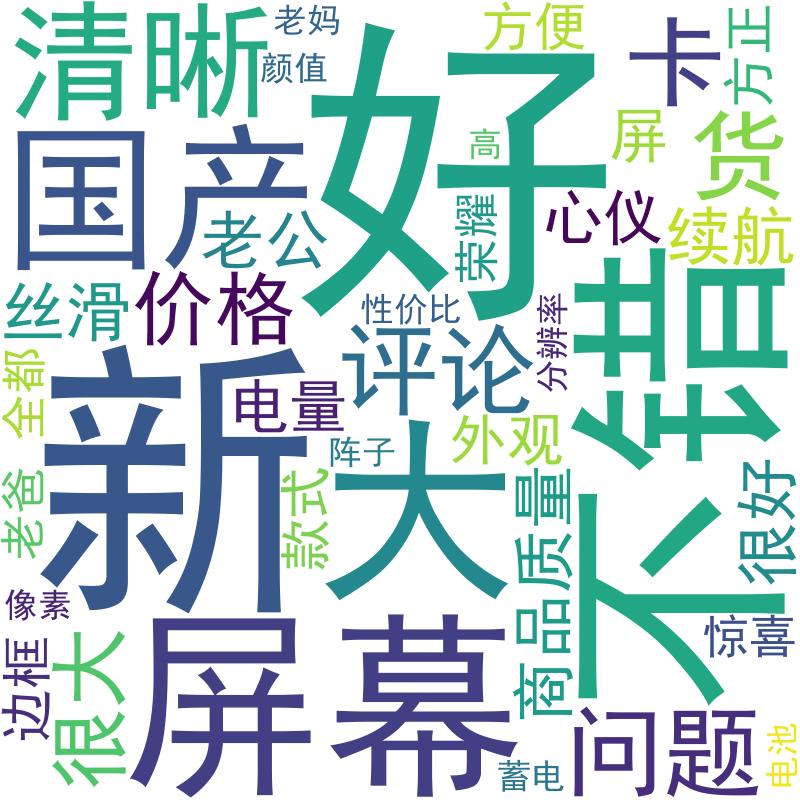 清晰
老妈
颜值
好
方便
卡
方正
国产
老公
高
屏
货
荣耀
心仪
续航
丝滑
价格
性价比
分辨率
不错
评论
全都
新
电量
阵子
大
外观
老爸
款式
商品质量
很好
像素
边框
很大
屏幕
惊喜
问题
蓄电
电池